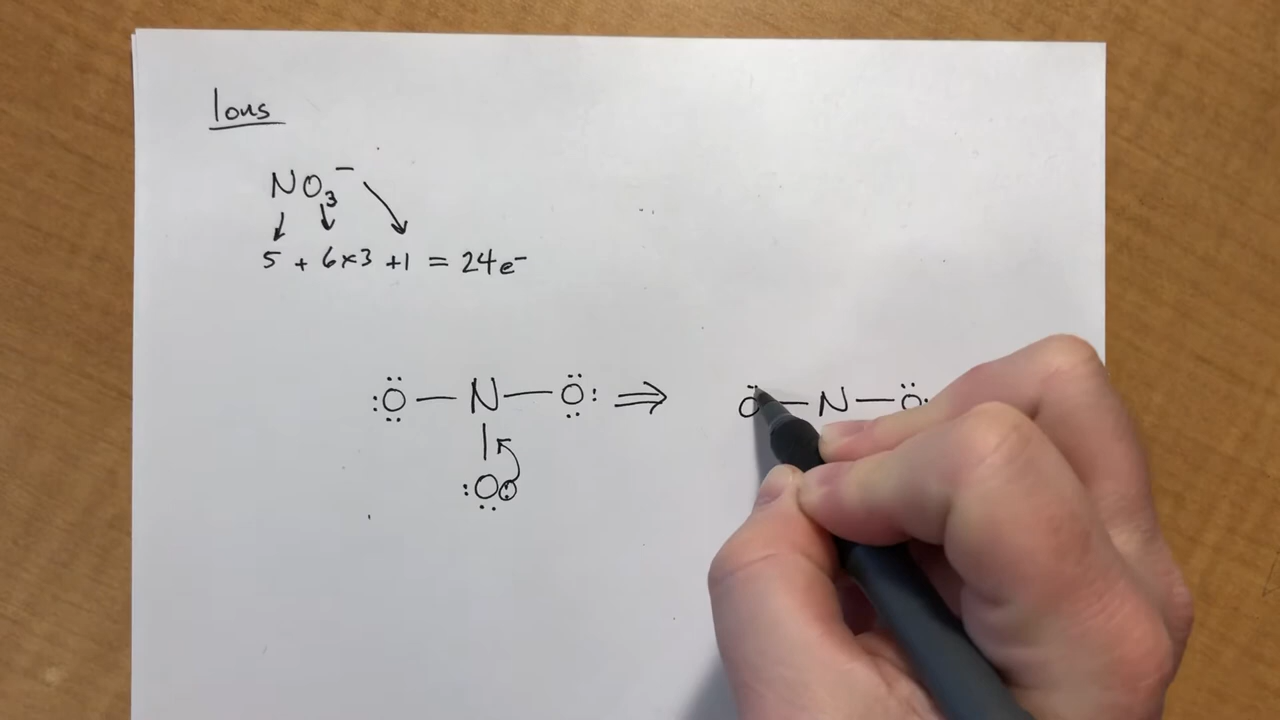 Ions
NO₃⁻
5 + 6×3 +1 = 24e⁻
:Ö — N — Ö: ⇒ Ö — N — Ö:
:O: